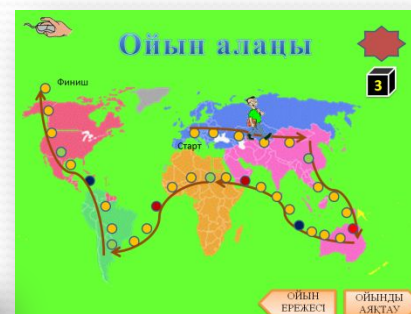 Ойын алаңы
Финиш
3
Старт
ОЙЫН
ЕРЕЖЕСІ
ОЙЫНДЫ
АЯҚТАУ